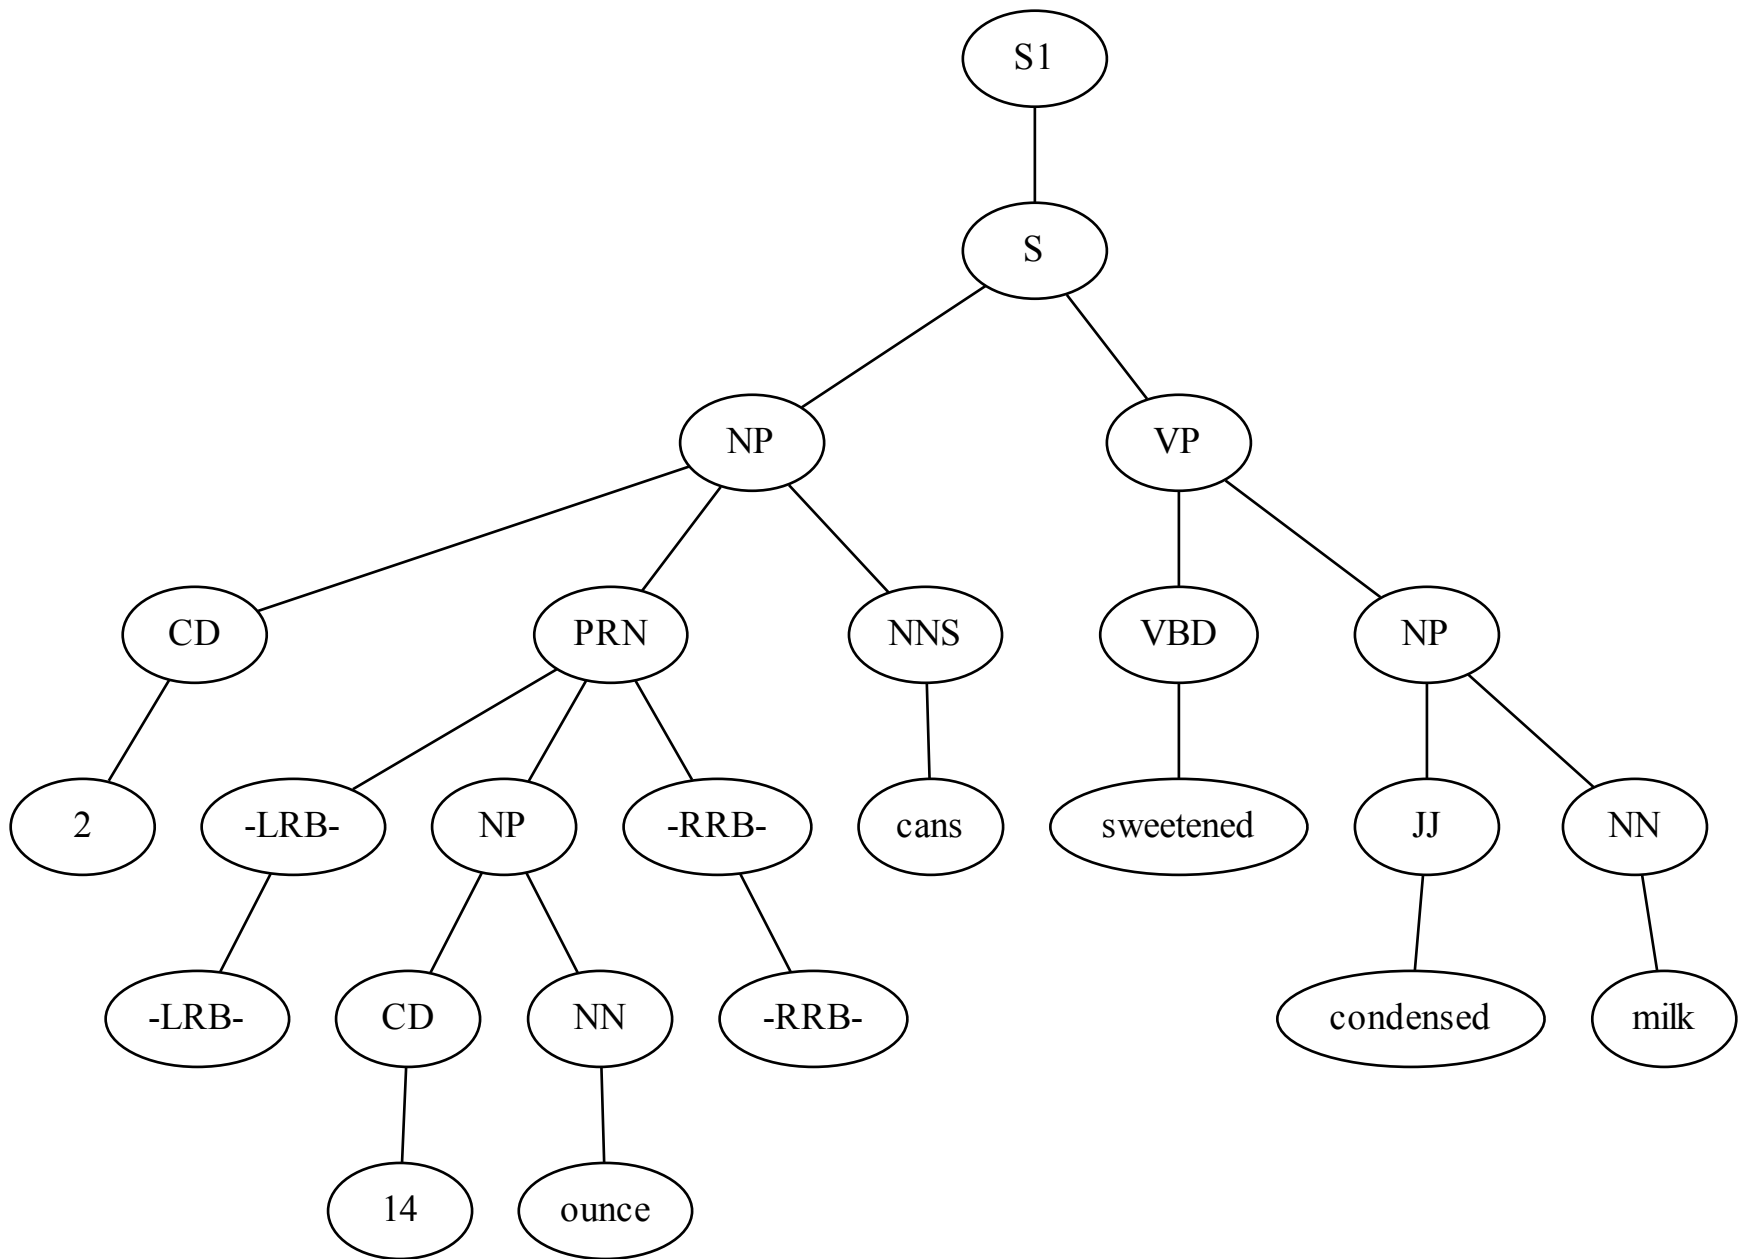 S1
S
NP VP
CD PRN NNS VBD NP
2 -LRB- NP -RRB- cans sweetened JJ NN
-LRB- CD NN -RRB- condensed milk
14 ounce